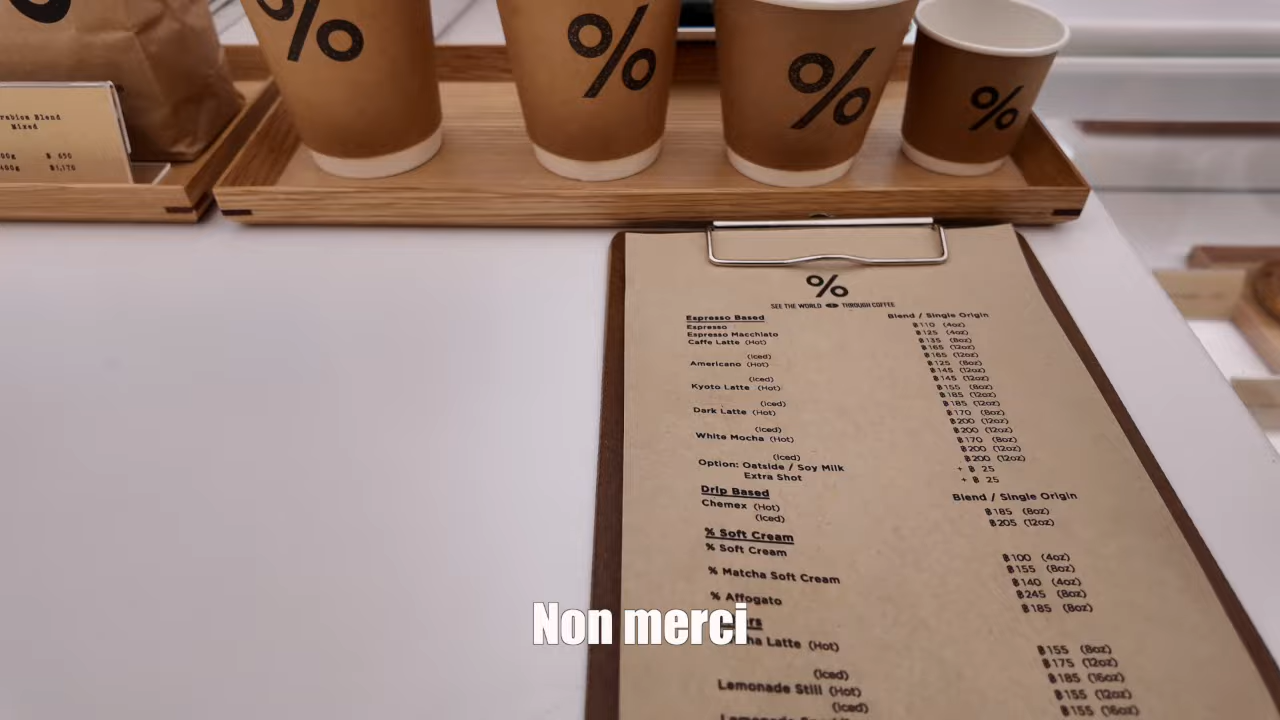 %
%
%
%
Blend
Mixed
฿ 650
฿1,170
%
SEE THE WORLD THROUGH COFFEE
Espresso Based Blend / Single Origin
Espresso ฿110 (4oz)
Espresso Macchiato ฿125 (4oz)
Caffe Latte (Hot) ฿135 (8oz)
฿165 (12oz)
(Iced) ฿165 (12oz)
Americano (Hot) ฿125 (8oz)
฿145 (12oz)
(Iced) ฿145 (12oz)
Kyoto Latte (Hot) ฿155 (8oz)
฿185 (12oz)
(Iced) ฿185 (12oz)
Dark Latte (Hot) ฿170 (8oz)
฿200 (12oz)
(Iced) ฿200 (12oz)
White Mocha (Hot) ฿170 (8oz)
฿200 (12oz)
(Iced) ฿200 (12oz)
Option: Oatside / Soy Milk + ฿ 25
Extra Shot + ฿ 25
Drip Based Blend / Single Origin
Chemex (Hot) ฿185 (8oz)
(Iced) ฿205 (12oz)
% Soft Cream
% Soft Cream ฿100 (4oz)
฿155 (8oz)
% Matcha Soft Cream ฿140 (4oz)
฿245 (8oz)
% Affogato ฿185 (8oz)
Non merci
Latte (Hot) ฿155 (8oz)
฿175 (12oz)
(Iced) ฿185 (16oz)
Lemonade Still (Hot) ฿155 (12oz)
(Iced) ฿155 (16oz)